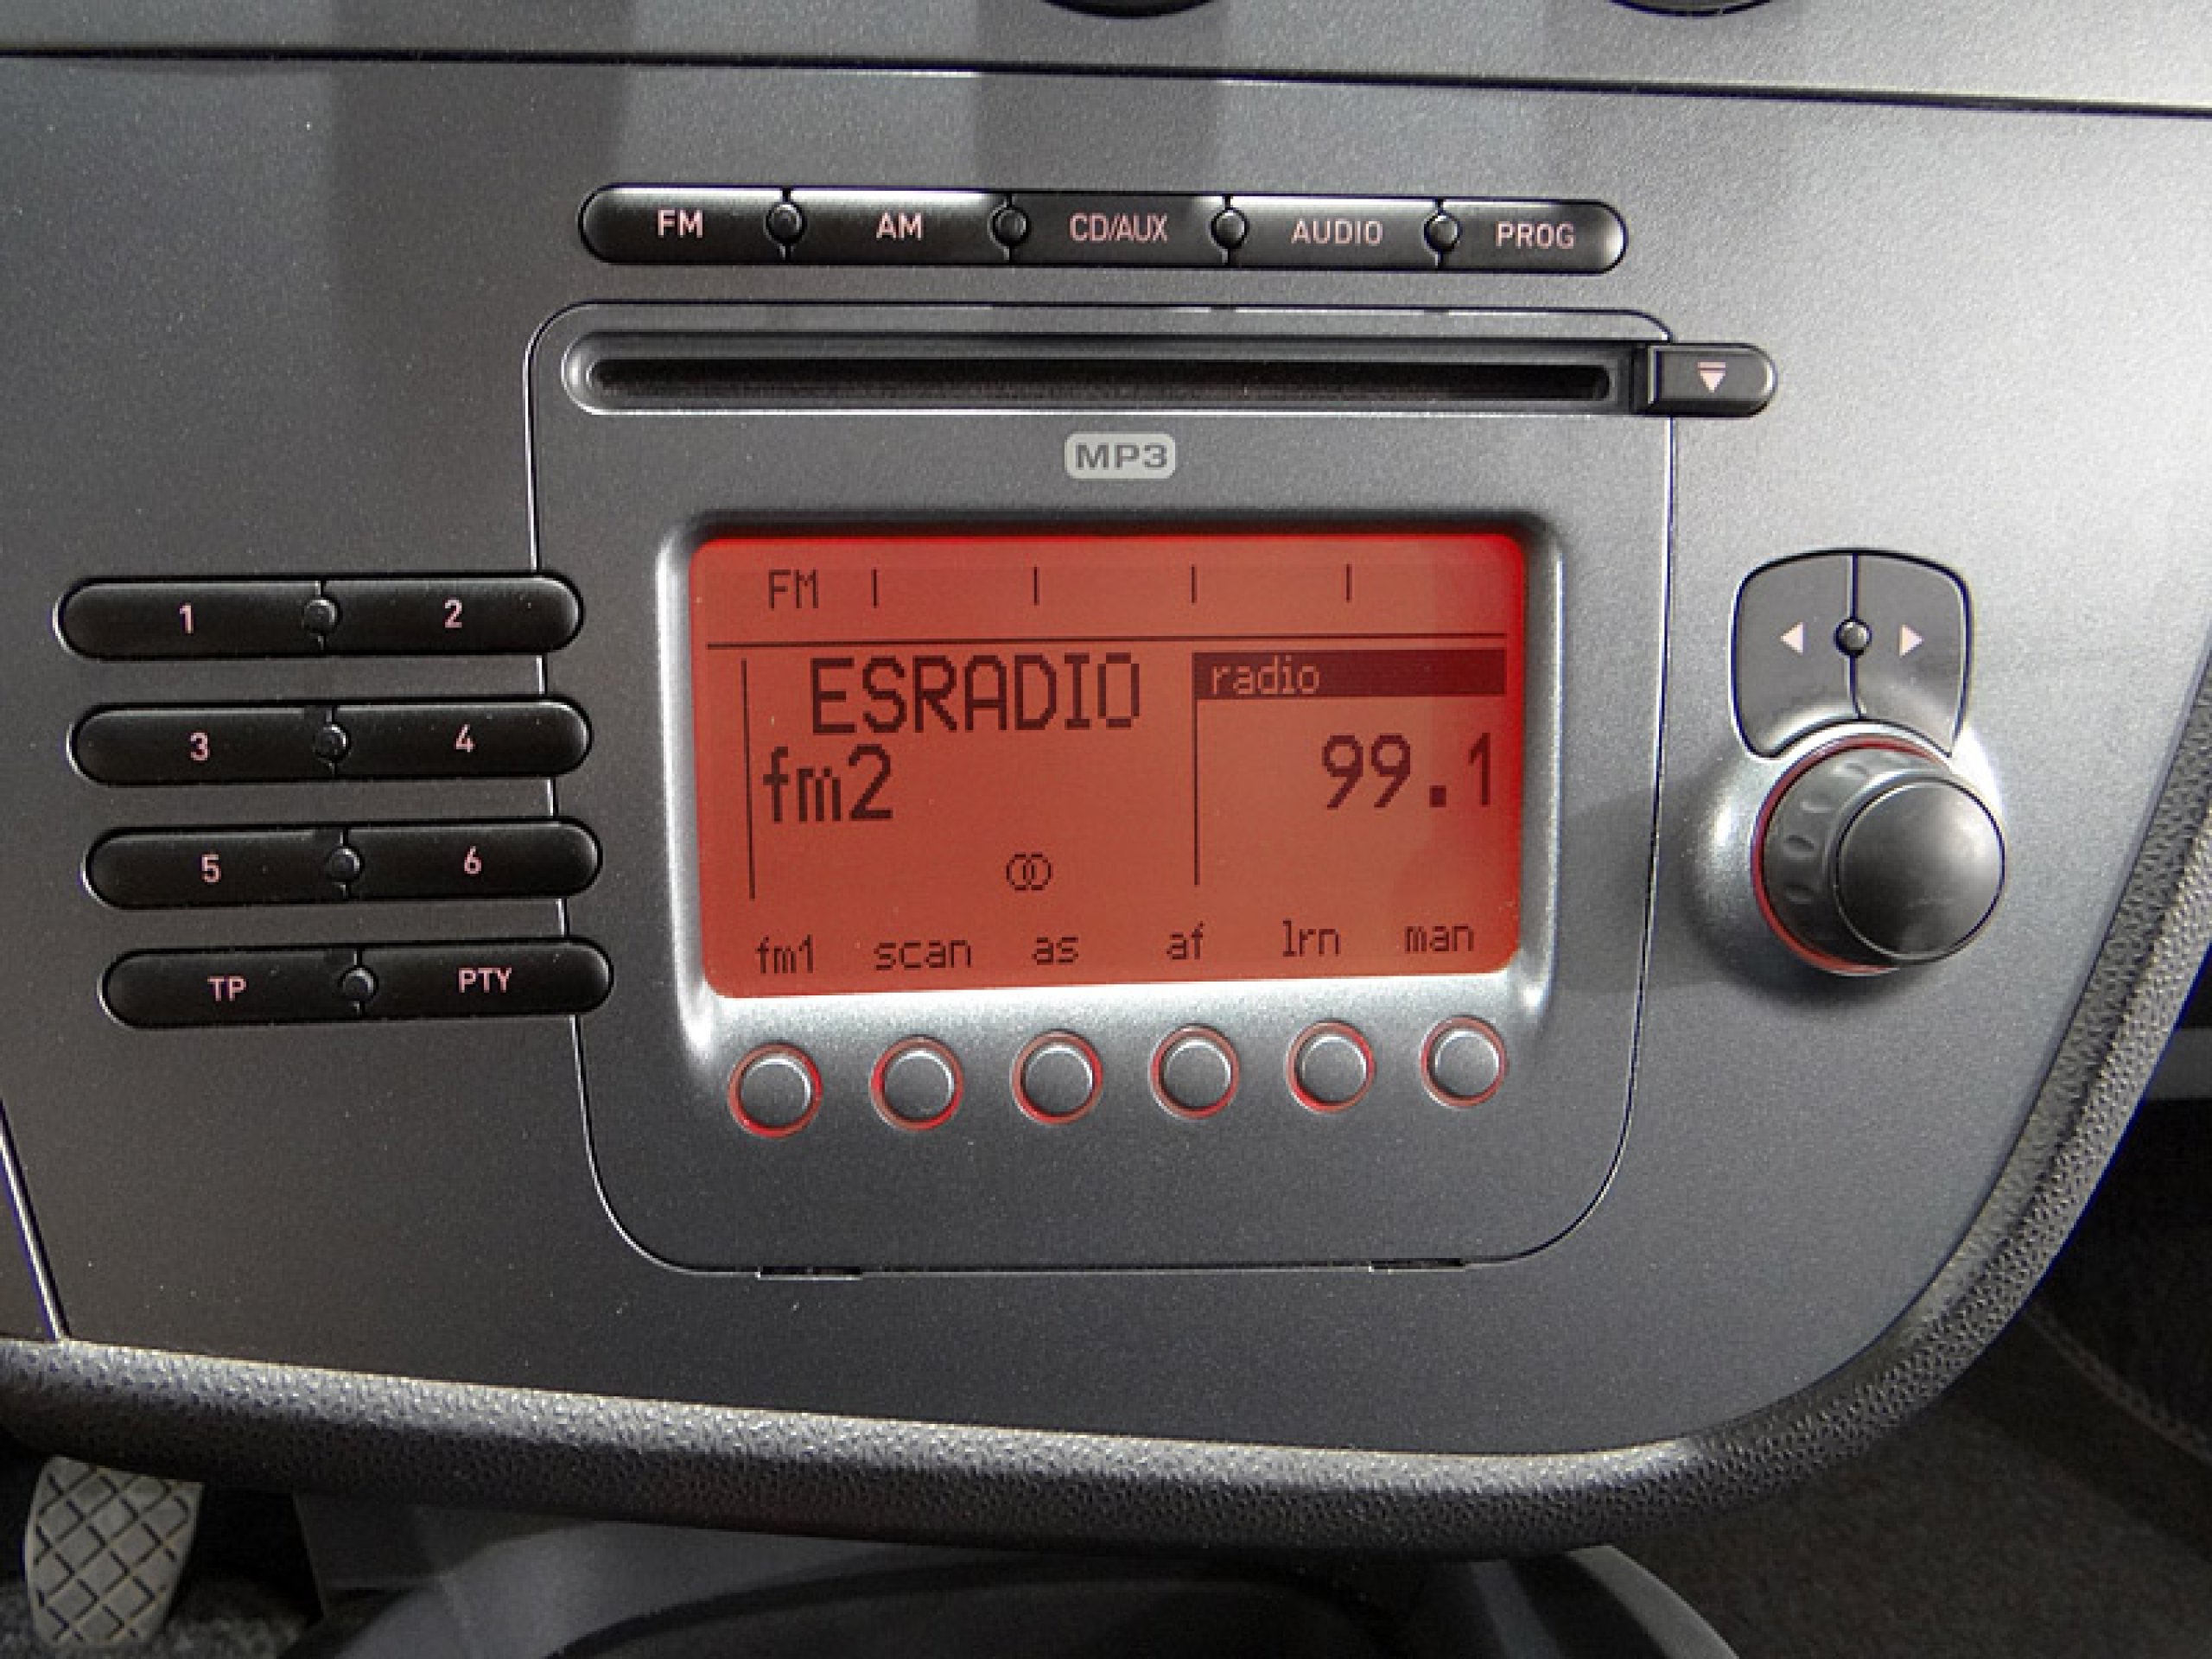 FM AM CD/AUX AUDIO PROG
MP3
1 2
3 4
5 6
TP PTY
FM
ESRADIO
fm2
radio
99.1
fm1 scan as af lrn man